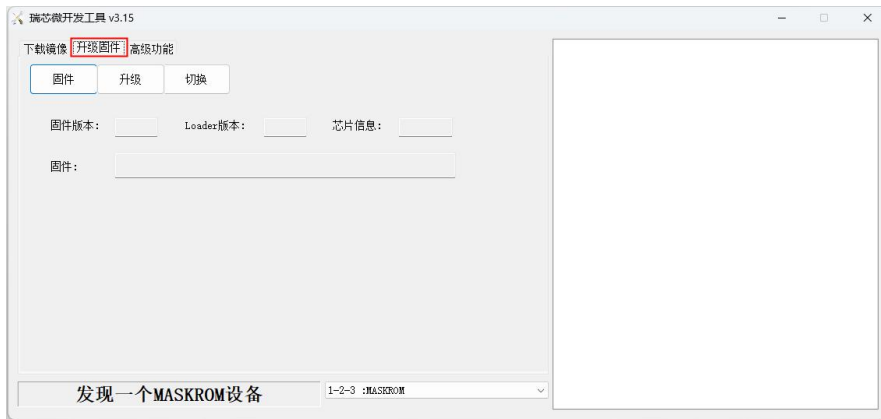 瑞芯微开发工具 v3.15
下载镜像 升级固件 高级功能
固件 升级 切换
固件版本: Loader版本: 芯片信息:
固件:
发现一个MASKROM设备 1-2-3 :MASKROM